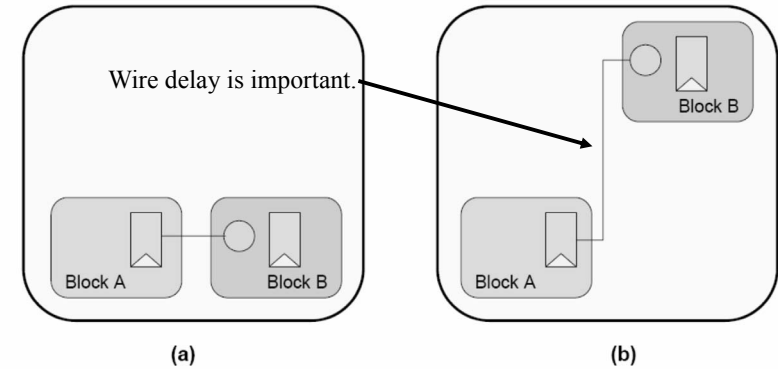 Wire delay is important.
Block A
Block B
(a)
Block B
Block A
(b)